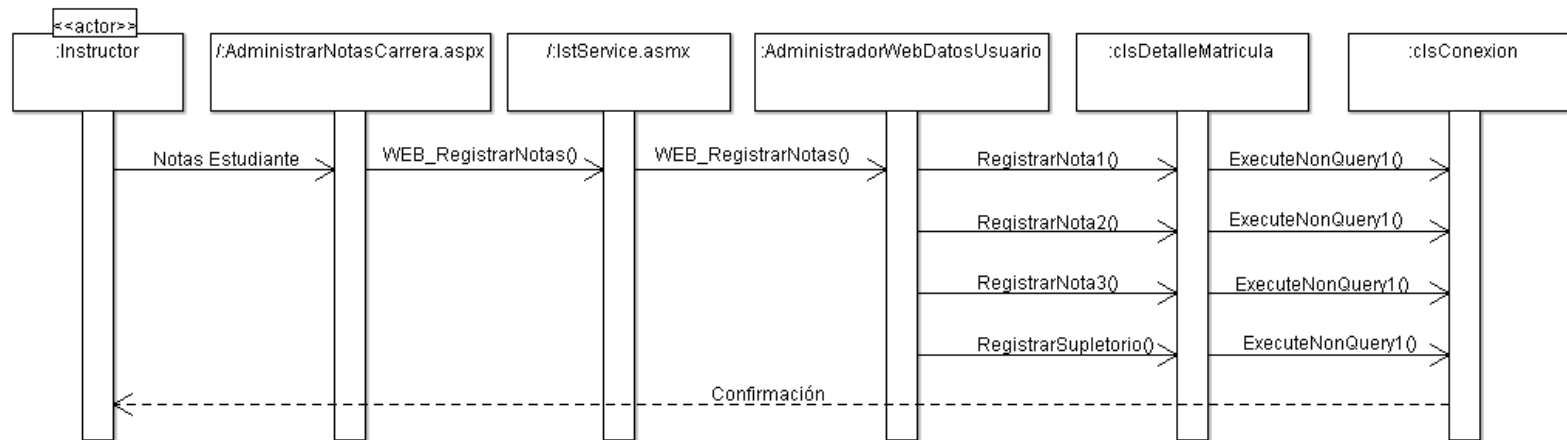 <<actor>>
:Instructor
/:AdministrarNotasCarrera.aspx
/:IstService.asmx
:AdministradorWebDatosUsuario
:clsDetalleMatricula
:clsConexion
Notas Estudiante
WEB_RegistrarNotas()
WEB_RegistrarNotas()
RegistrarNota1()
ExecuteNonQuery1()
RegistrarNota2()
ExecuteNonQuery1()
RegistrarNota3()
ExecuteNonQuery1()
RegistrarSupletorio()
ExecuteNonQuery1()
Confirmación